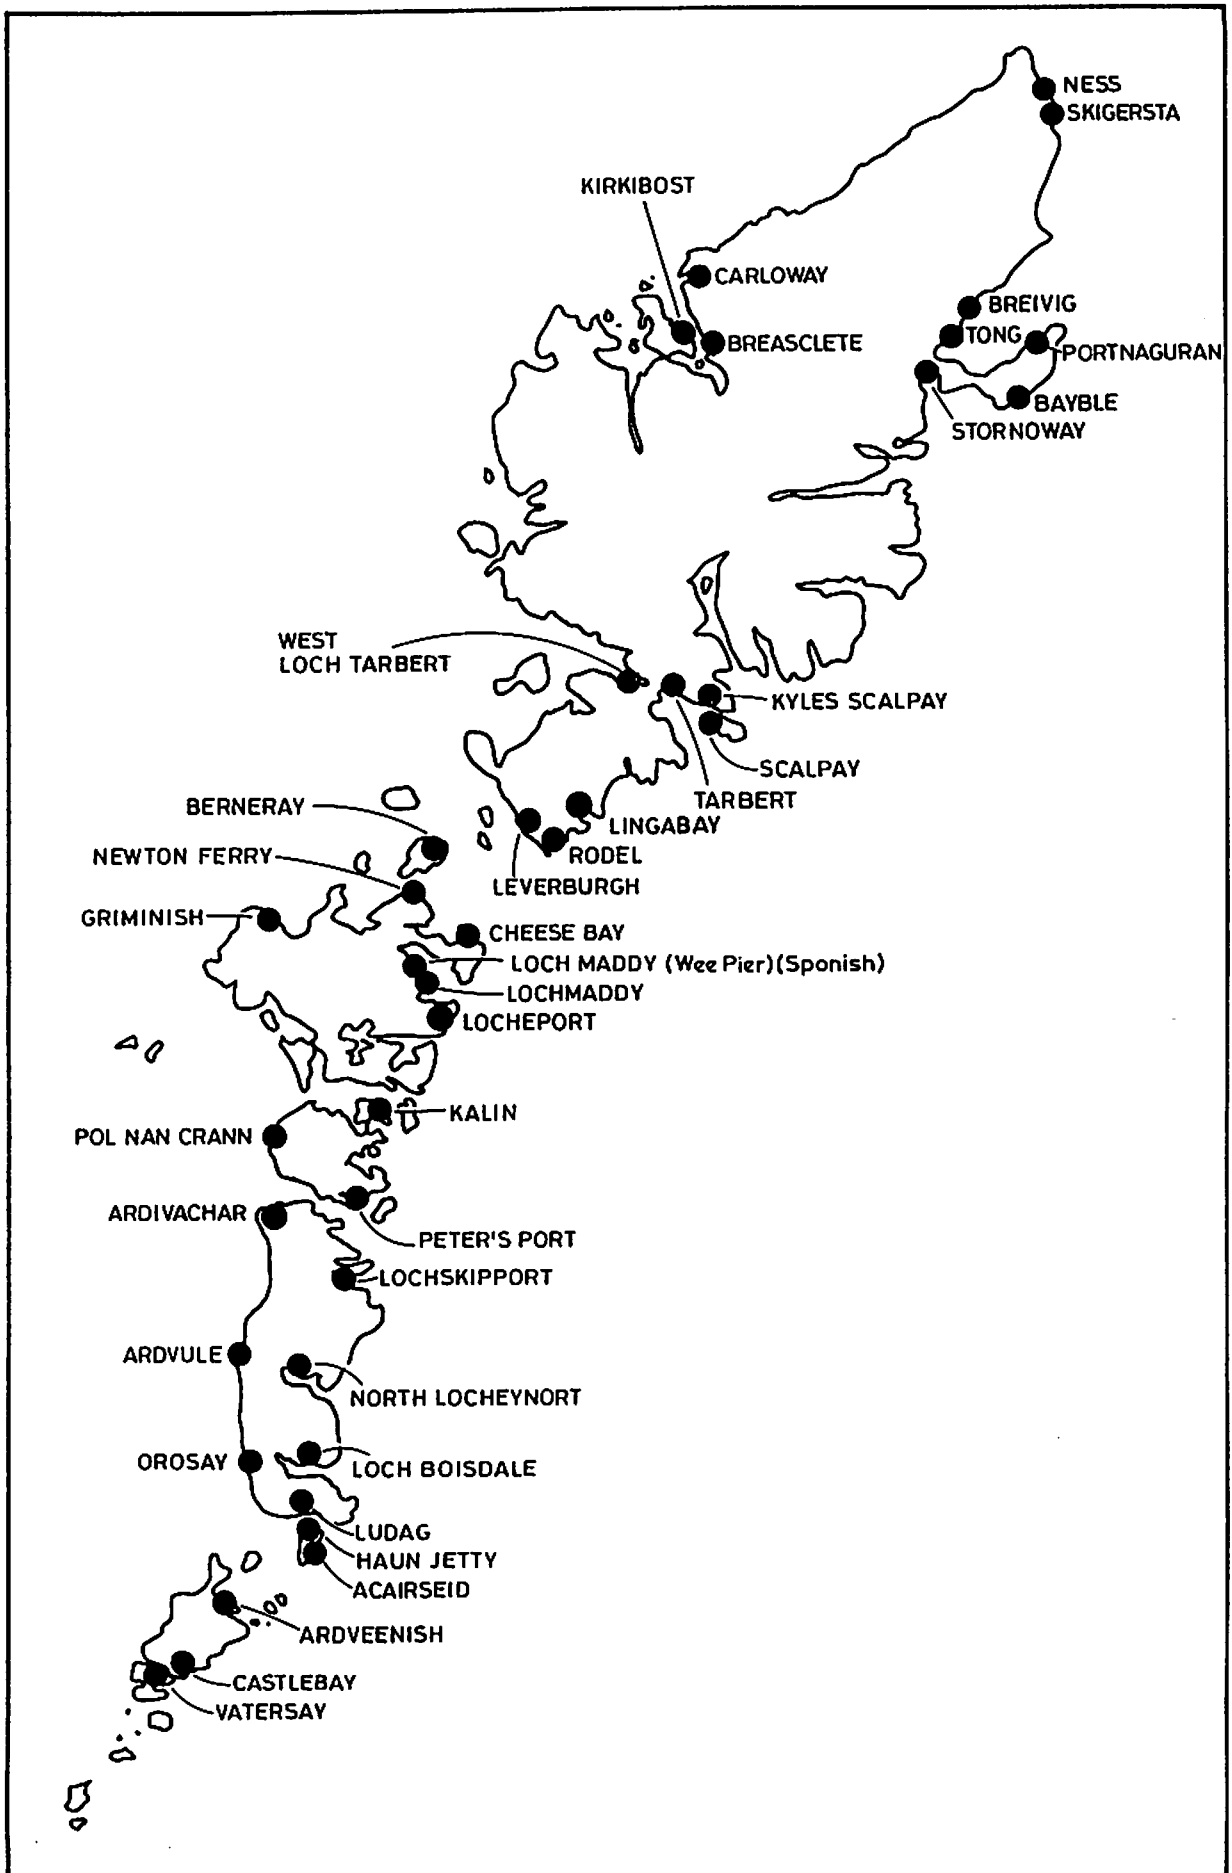 NESS
SKIGERSTA
KIRKIBOST
CARLOWAY
BREIVIG
TONG
BREASCLETE
PORTNAGURAN
BAYBLE
STORNOWAY
WEST
LOCH TARBERT
KYLES SCALPAY
SCALPAY
TARBERT
BERNERAY
LINGABAY
RODEL
NEWTON FERRY
LEVERBURGH
GRIMINISH
CHEESE BAY
LOCH MADDY (Wee Pier)(Sponish)
LOCHMADDY
LOCHEPORT
KALIN
POL NAN CRANN
ARDIVACHAR
PETER'S PORT
LOCHSKIPPORT
ARDVULE
NORTH LOCHEYNORT
OROSAY
LOCH BOISDALE
LUDAG
HAUN JETTY
ACAIRSEID
ARDVEENISH
CASTLEBAY
VATERSAY